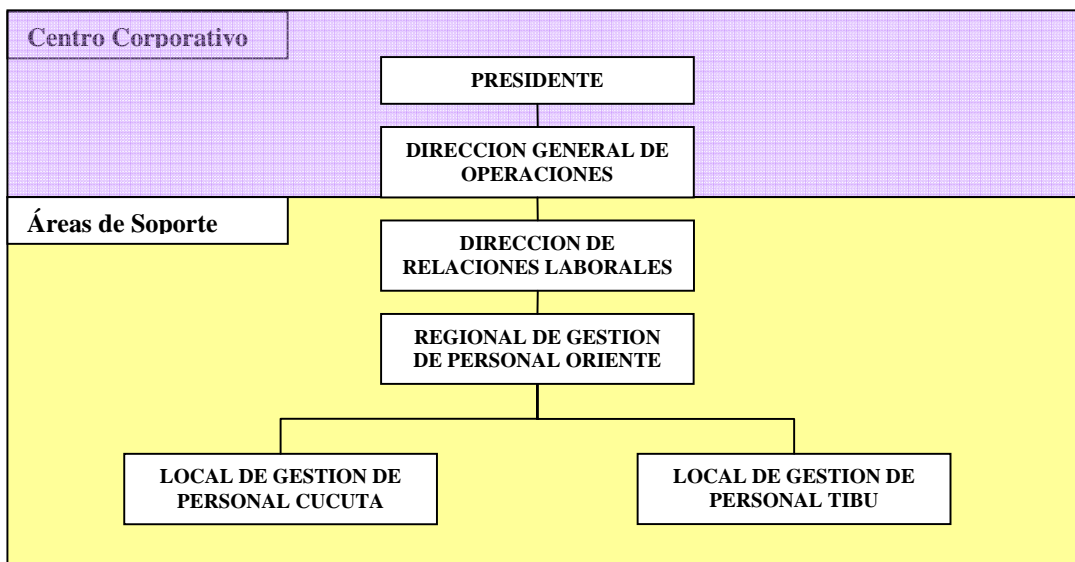 Centro Corporativo
PRESIDENTE
DIRECCION GENERAL DE
OPERACIONES
Áreas de Soporte
DIRECCION DE
RELACIONES LABORALES
REGIONAL DE GESTION
DE PERSONAL ORIENTE
LOCAL DE GESTION DE
PERSONAL CUCUTA
LOCAL DE GESTION DE
PERSONAL TIBU